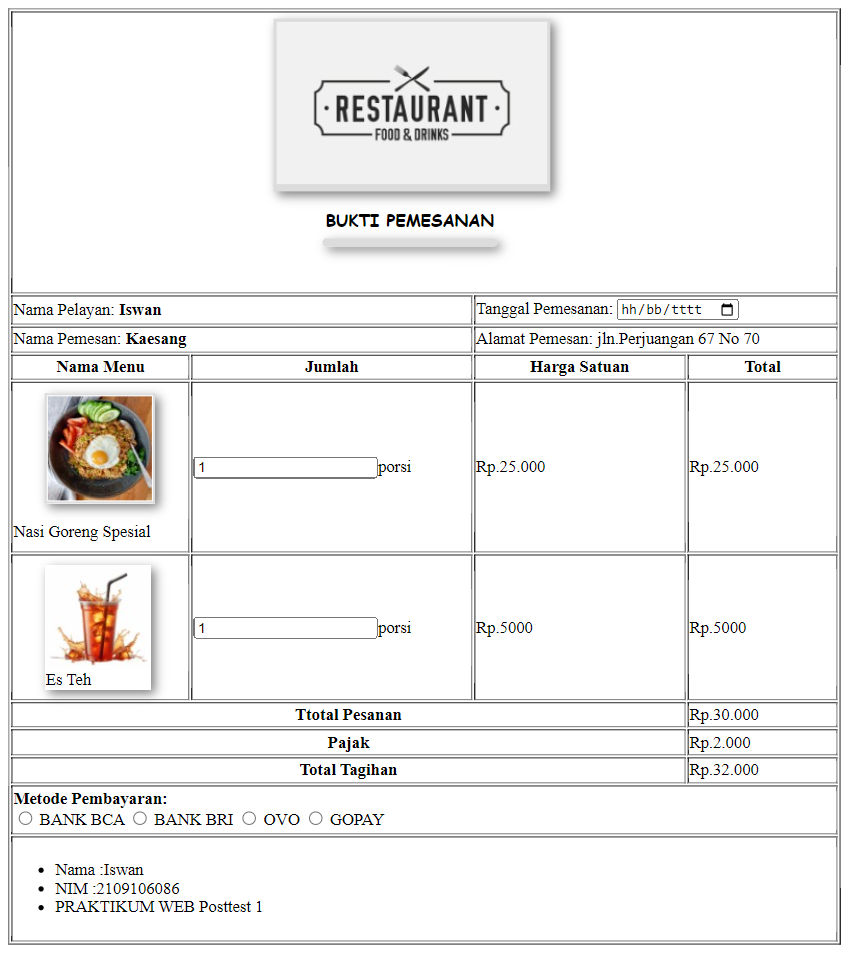 RESTAURANT
FOOD & DRINKS
BUKTI PEMESANAN
Nama Pelayan: Iswan
Tanggal Pemesanan: hh/bb/tttt
Nama Pemesan: Kaesang
Alamat Pemesan: jln.Perjuangan 67 No 70
Nama Menu Jumlah Harga Satuan Total
1 porsi Rp.25.000 Rp.25.000
Nasi Goreng Spesial
1 porsi Rp.5000 Rp.5000
Es Teh
Ttotal Pesanan Rp.30.000
Pajak Rp.2.000
Total Tagihan Rp.32.000
Metode Pembayaran:
BANK BCA BANK BRI OVO GOPAY
Nama :Iswan
NIM :2109106086
PRAKTIKUM WEB Posttest 1